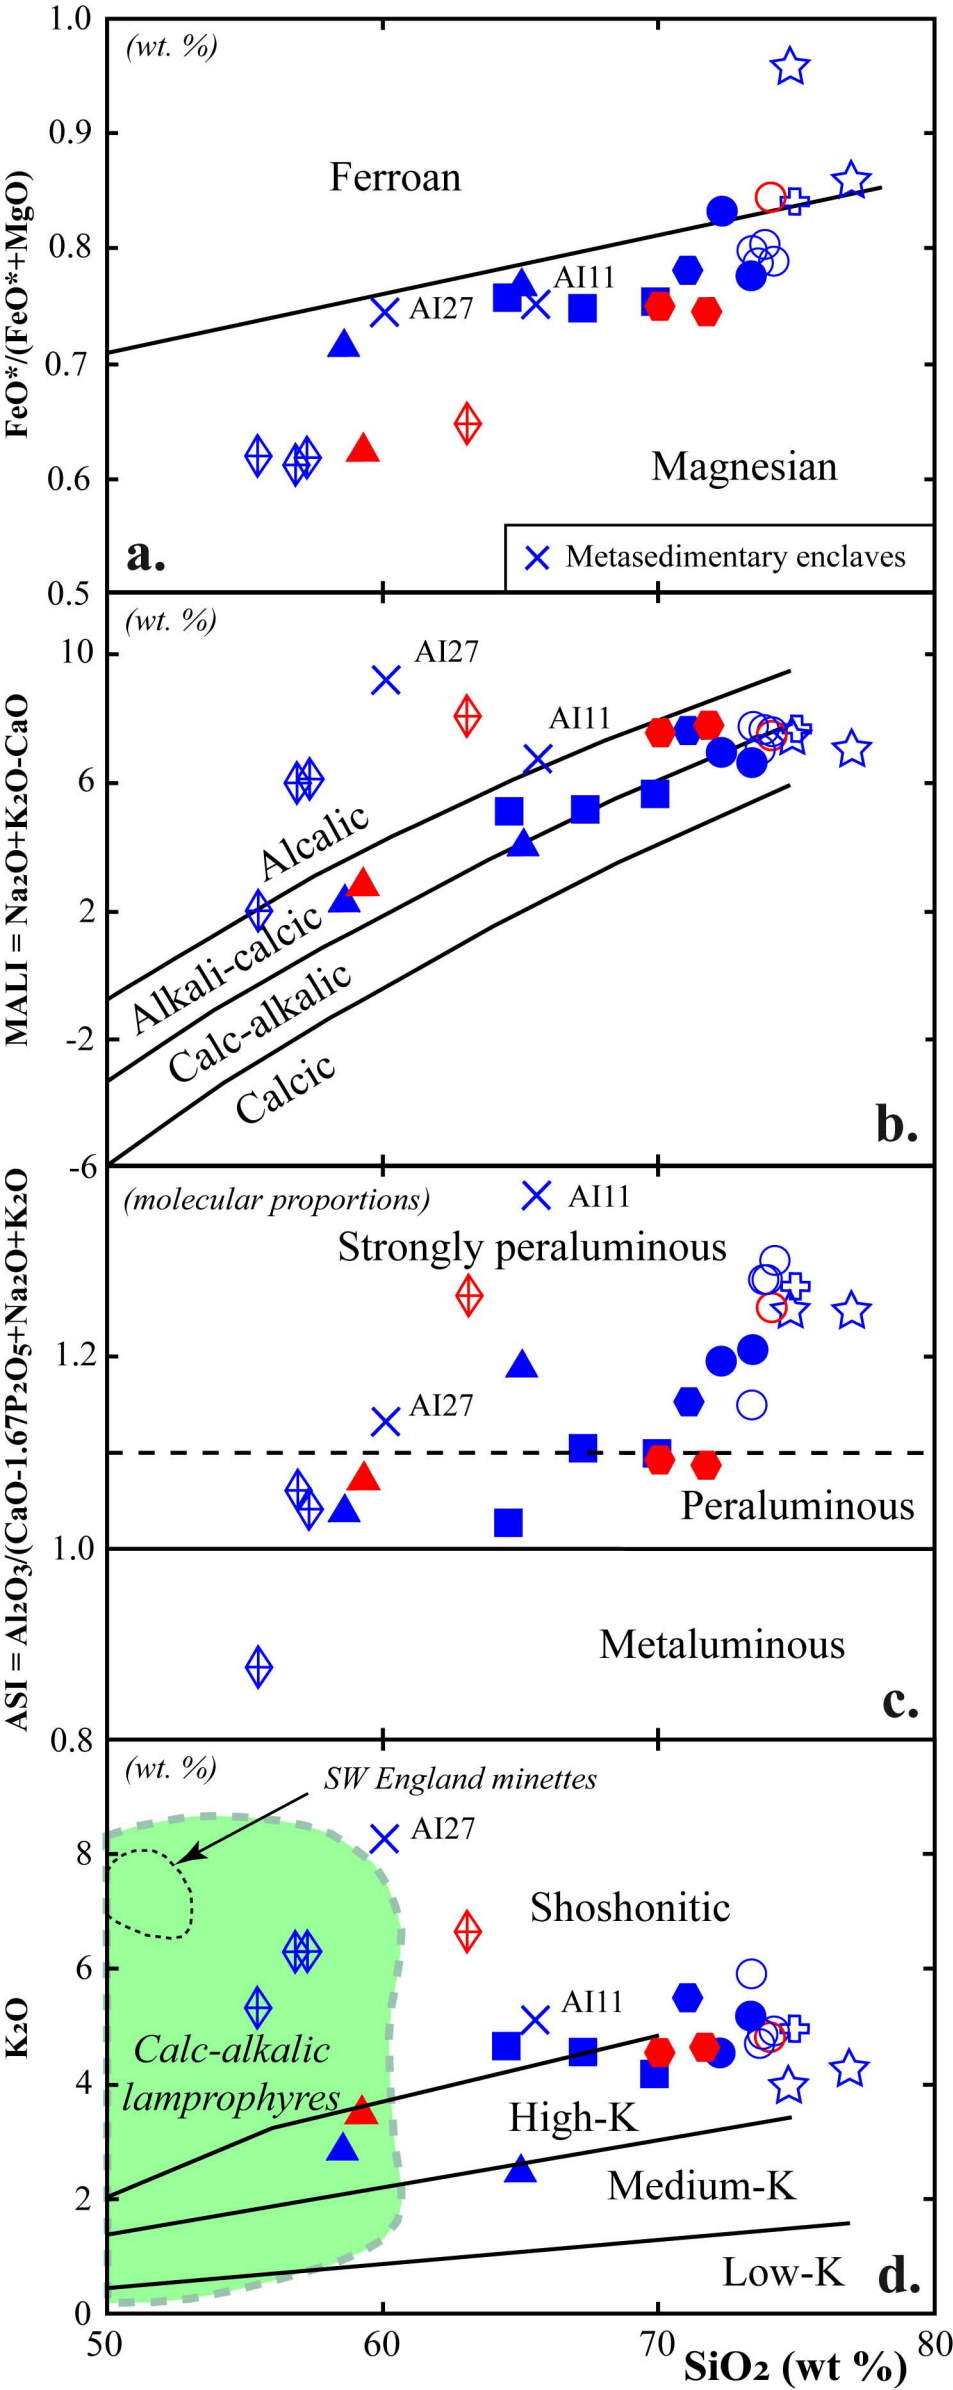 1.0
(wt. %)
0.9
Ferroan
0.8
AI11
AI27
0.7
0.6
Magnesian
FeO*/(FeO*+MgO)
a.
Metasedimentary enclaves
0.5
(wt. %)
10
AI27
AI11
6
Alcalic
2
Alkali-calcic
Calc-alkalic
-2
Calcic
MALI = Na₂O+K₂O-CaO
b.
-6
(molecular proportions)
AI11
Strongly peraluminous
1.2
AI27
Peraluminous
1.0
Metaluminous
ASI = Al₂O₃/(CaO-1.67P₂O₅+Na₂O+K₂O
c.
0.8
(wt. %)
SW England minettes
AI27
8
Shoshonitic
6
AI11
Calc-alkalic
lamprophyres
4
High-K
Medium-K
2
Low-K
K₂O
d.
0
50
60
70
80
SiO₂ (wt %)